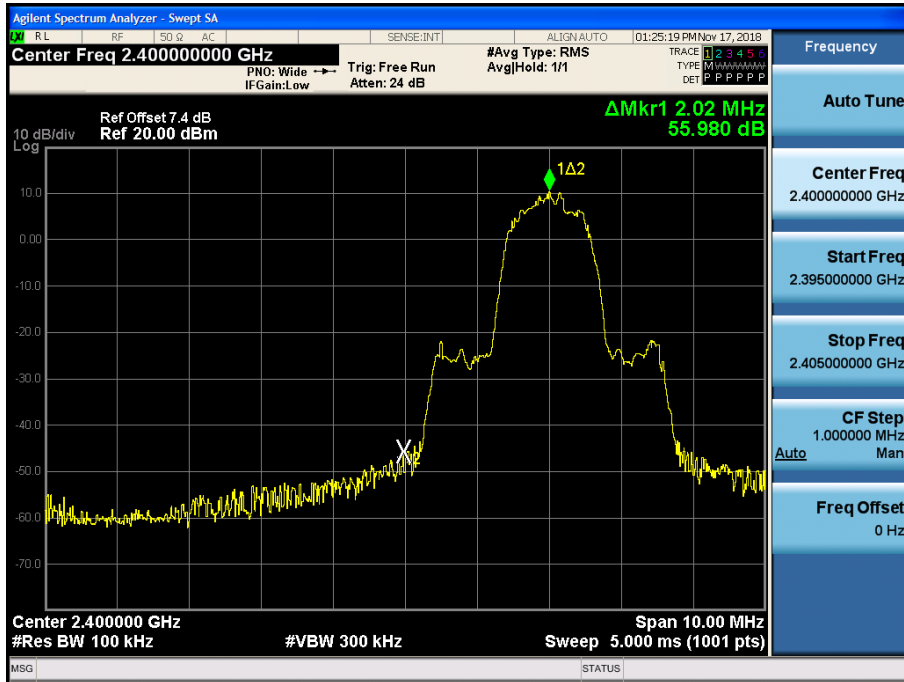 Agilent Spectrum Analyzer - Swept SA
LXI RL RF 50 Ω AC SENSE:INT ALIGN AUTO 01:25:19 PM Nov 17, 2018
Center Freq 2.400000000 GHz
PNO: Wide
IFGain:Low
Trig: Free Run
Atten: 24 dB
#Avg Type: RMS
Avg|Hold: 1/1
TRACE 1 2 3 4 5 6
TYPE M W W W W W
DET P P P P P P
Ref Offset 7.4 dB
10 dB/div Ref 20.00 dBm
Log
ΔMkr1 2.02 MHz
55.980 dB
1Δ2
10.0
0.00
-10.0
-20.0
-30.0
-40.0
2
-50.0
-60.0
-70.0
Center 2.400000 GHz Span 10.00 MHz
#Res BW 100 kHz #VBW 300 kHz Sweep 5.000 ms (1001 pts)
MSG STATUS
Frequency
Auto Tune
Center Freq
2.400000000 GHz
Start Freq
2.395000000 GHz
Stop Freq
2.405000000 GHz
CF Step
1.000000 MHz
Auto Man
Freq Offset
0 Hz